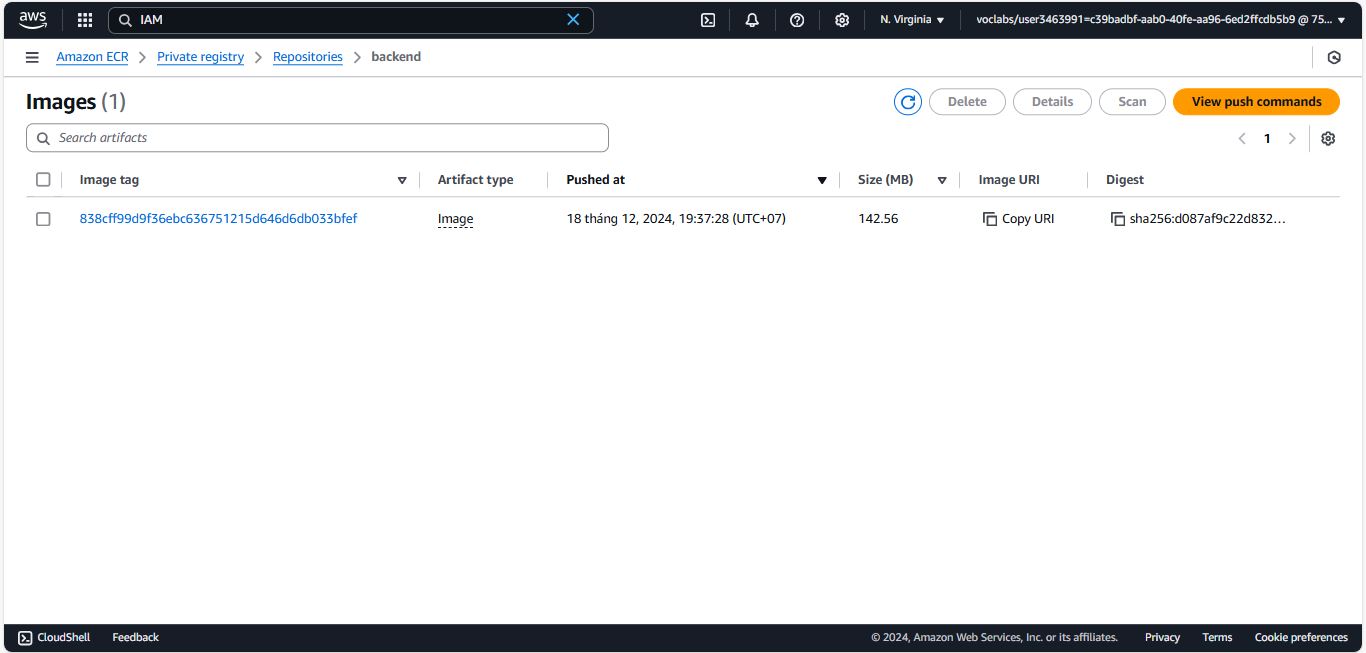 aws IAM N. Virginia voclabs/user3463991=c39badbf-aab0-40fe-aa96-6ed2ffcdb5b9 @ 75...
Amazon ECR Private registry Repositories backend
Images (1) Delete Details Scan View push commands
Search artifacts 1
Image tag Artifact type Pushed at Size (MB) Image URI Digest
838cff99d9f36ebc636751215d646d6db033bfef Image 18 tháng 12, 2024, 19:37:28 (UTC+07) 142.56 Copy URI sha256:d087af9c22d832...
CloudShell Feedback © 2024, Amazon Web Services, Inc. or its affiliates. Privacy Terms Cookie preferences